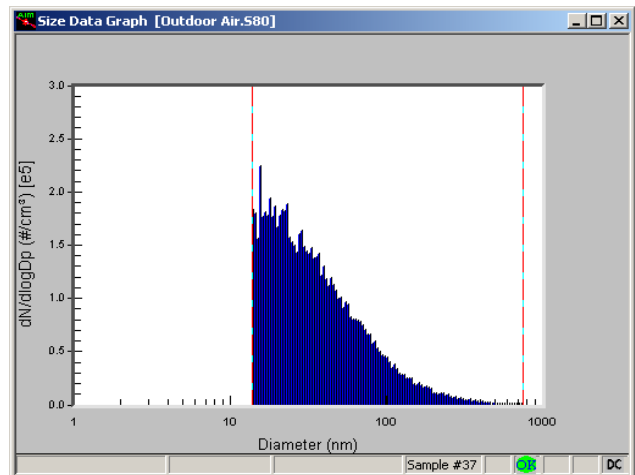 AIM Size Data Graph [Outdoor Air.S80]
3.0
2.5
2.0
1.5
1.0
0.5
0.0
dN/dlogDp (#/cm³) [e5]
1 10 100 1000
Diameter (nm)
Sample #37 OK DC